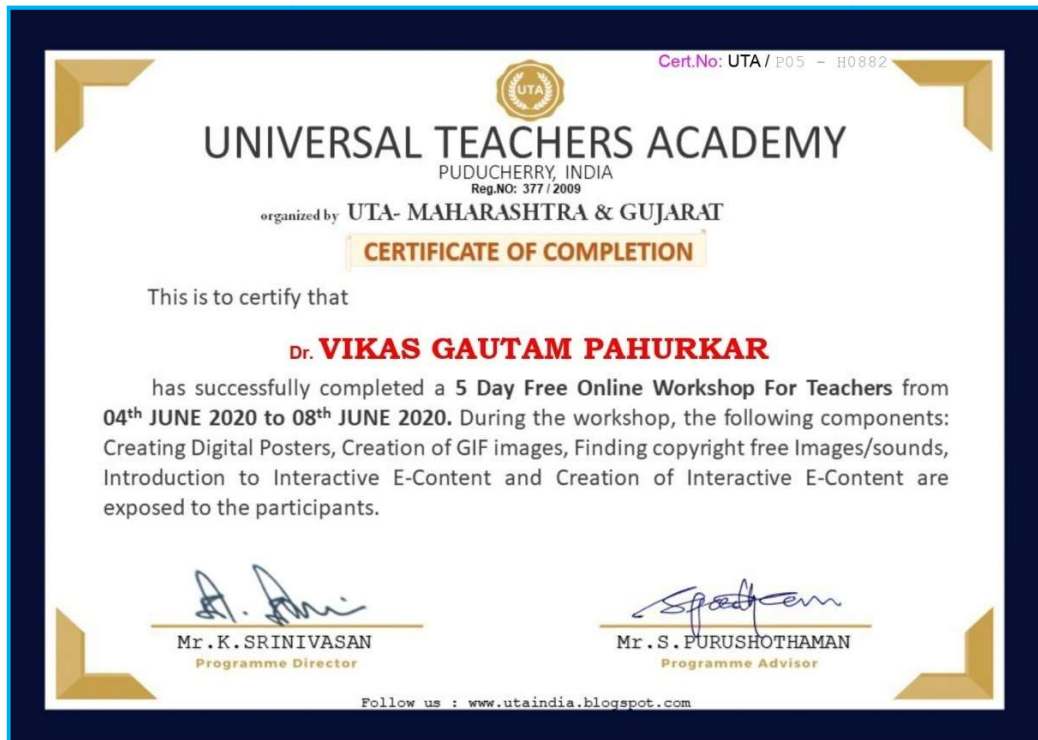 Cert.No: UTA / P05 - H0882
UTA
UNIVERSAL TEACHERS ACADEMY
PUDUCHERRY, INDIA
Reg.NO: 377 / 2009
organized by UTA- MAHARASHTRA & GUJARAT
CERTIFICATE OF COMPLETION
This is to certify that
Dr. VIKAS GAUTAM PAHURKAR
has successfully completed a 5 Day Free Online Workshop For Teachers from
04th JUNE 2020 to 08th JUNE 2020. During the workshop, the following components:
Creating Digital Posters, Creation of GIF images, Finding copyright free Images/sounds,
Introduction to Interactive E-Content and Creation of Interactive E-Content are
exposed to the participants.
Mr.K.SRINIVASAN
Programme Director
Mr.S.PURUSHOTHAMAN
Programme Advisor
Follow us : www.utaindia.blogspot.com